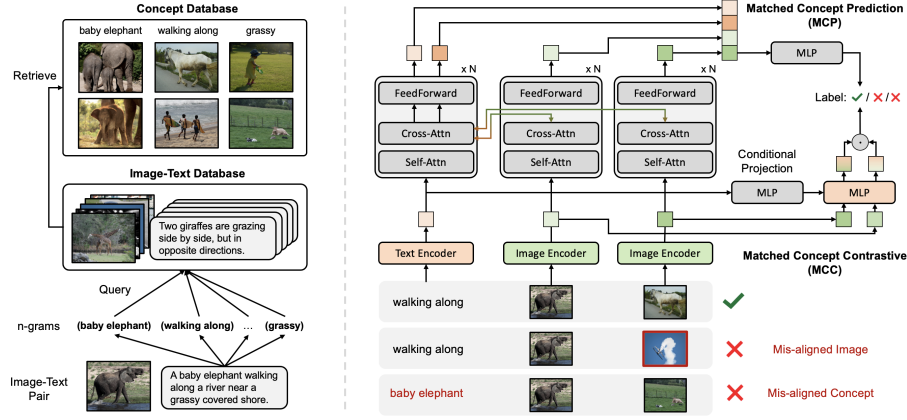 Concept Database
baby elephant
walking along
grassy
Retrieve
Image-Text Database
Two giraffes are grazing
side by side, but in
opposite directions.
Query
n-grams
(baby elephant)
(walking along)
...
(grassy)
Image-Text
Pair
A baby elephant walking
along a river near a
grassy covered shore.
Matched Concept Prediction
(MCP)
MLP
x N
x N
x N
FeedForward
FeedForward
FeedForward
Label: ✓ / ✗ / ✗
Cross-Attn
Cross-Attn
Cross-Attn
Self-Attn
Self-Attn
Self-Attn
Conditional
Projection
MLP
MLP
Text Encoder
Image Encoder
Image Encoder
Matched Concept Contrastive
(MCC)
walking along
walking along
Mis-aligned Image
baby elephant
Mis-aligned Concept